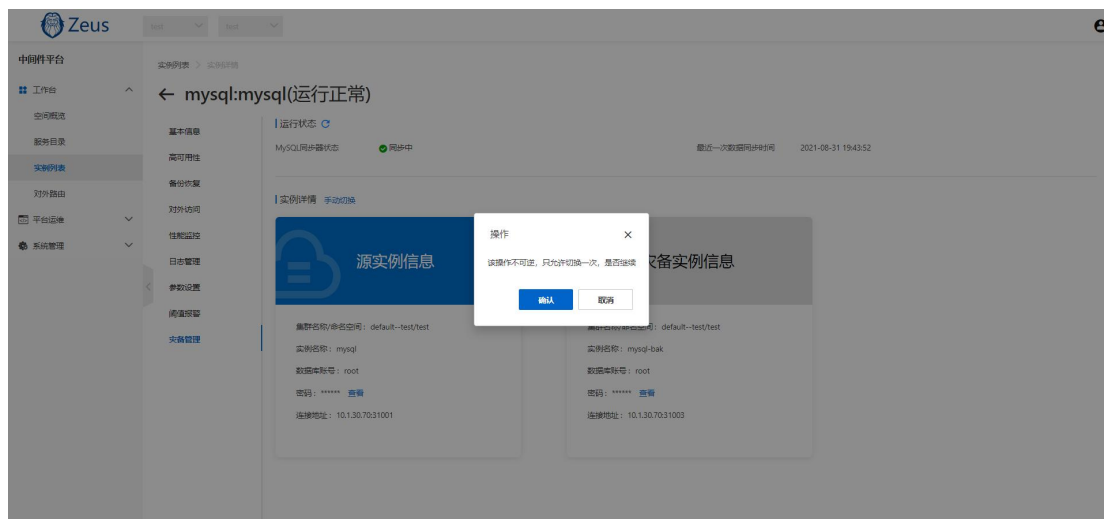 Zeus
test
test
中间件平台
实例列表 > 实例详情
工作台
mysql:mysql(运行正常)
空间概览
服务目录
实例列表
对外路由
平台运维
系统管理
基本信息
高可用性
备份恢复
对外访问
性能监控
日志管理
参数设置
阈值报警
灾备管理
运行状态
MySQL同步器状态
同步中
最近一次数据同步时间
2021-08-31 19:43:52
实例详情 手动切换
源实例信息
集群名称/命名空间：default--test/test
实例名称：mysql
数据库账号：root
密码：****** 查看
连接地址：10.1.30.70:31001
灾备实例信息
集群名称/命名空间：default--test/test
实例名称：mysql-bak
数据库账号：root
密码：****** 查看
连接地址：10.1.30.70:31003
操作
该操作不可逆，只允许切换一次，是否继续
确认
取消